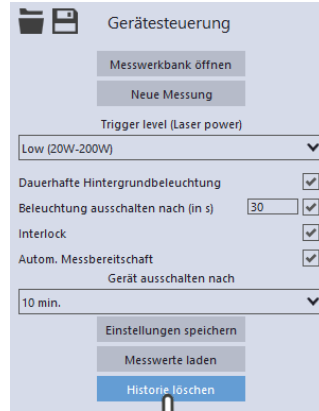 Gerätesteuerung
Messwerkbank öffnen
Neue Messung
Trigger level (Laser power)
Low (20W-200W)
Dauerhafte Hintergrundbeleuchtung
Beleuchtung ausschalten nach (in s) 30
Interlock
Autom. Messbereitschaft
Gerät ausschalten nach
10 min.
Einstellungen speichern
Messwerte laden
Historie löschen